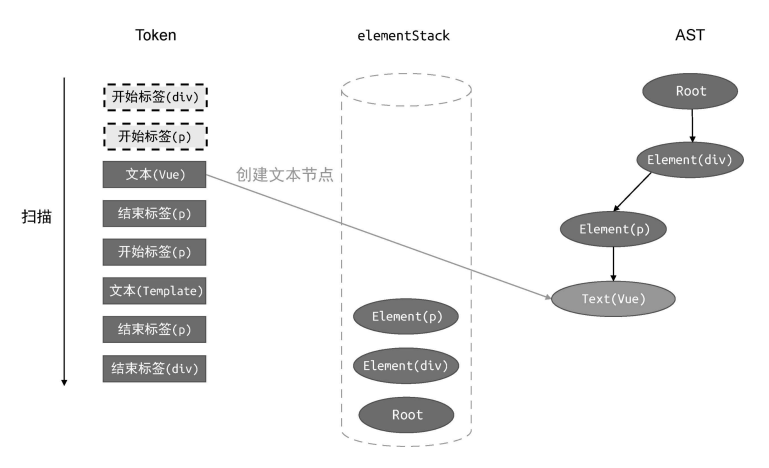 Token
elementStack
AST
扫描
开始标签(div)
开始标签(p)
文本(Vue)
结束标签(p)
开始标签(p)
文本(Template)
结束标签(p)
结束标签(div)
创建文本节点
Element(p)
Element(div)
Root
Root
Element(div)
Element(p)
Text(Vue)